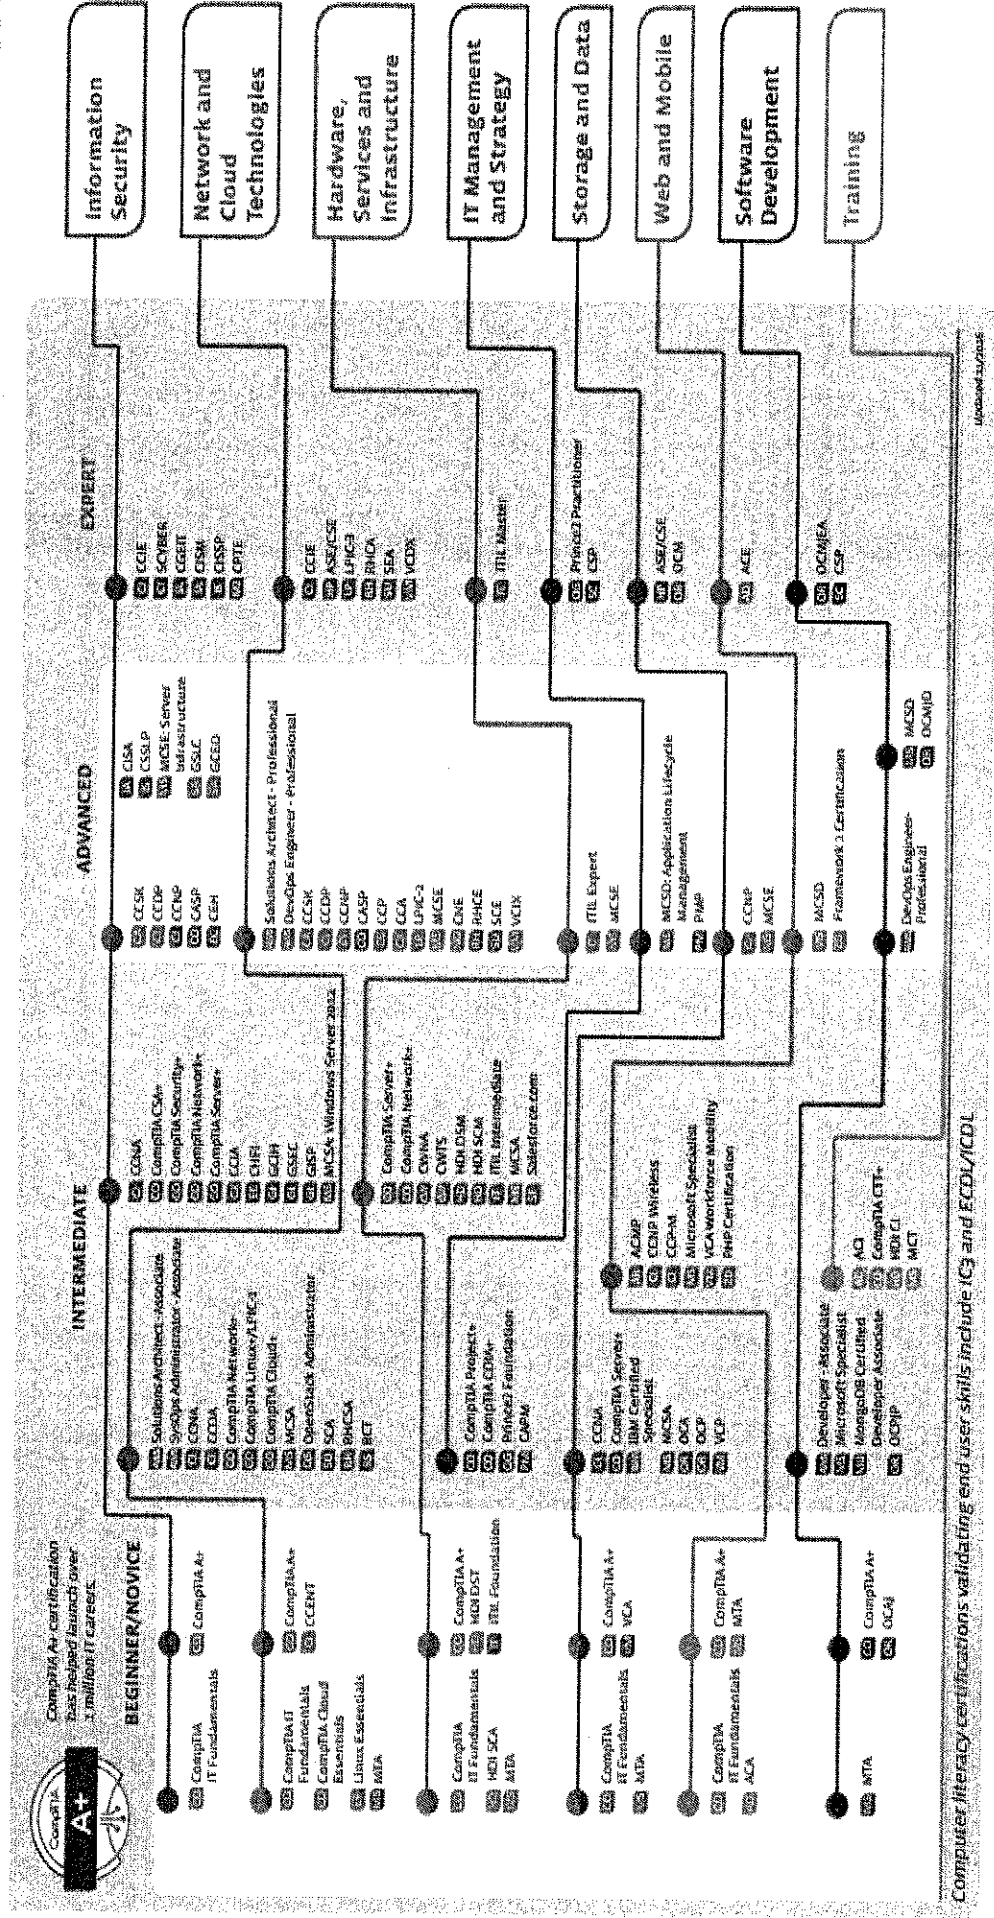 CompTIA
A+
CompTIA A+ certification
has helped launch over
1 million IT careers.
BEGINNER/NOVICE
INTERMEDIATE
ADVANCED
EXPERT
CompTIA
IT Fundamentals
CompTIA A+
CCNA
CompTIA CSA+
CompTIA Security+
CompTIA Network+
CompTIA Server+
ECIA
CHFI
GCIH
GSEC
GISP
MCSA: Windows Server 2012
CCSK
CCDP
CCNP
CASP
CEH
CISA
CSSLP
MCSE-Server
Infrastructure
GSLC
GCED
CCIE
SCYBER
CGEIT
CISM
CISSP
CPTE
Information
Security
CompTIA IT
Fundamentals
CompTIA Cloud
Essentials
Linux Essentials
MTA
CompTIA A+
CCENT
Solutions Architect - Associate
SysOps Administrator - Associate
CCNA
CCDA
CompTIA Network+
CompTIA Linux+/LPIC-1
CompTIA Cloud+
MCSA
OpenStack Administrator
SCA
RHCSA
Solutions Architect - Professional
DevOps Engineer - Professional
CCSK
CCDP
CCNP
CASP
CCP
CCA
LPIC-2
MCSE
CNE
RHCE
SCE
VCIX
CCIE
ASE/CSE
LPIC-3
RHCA
SEA
VCDX
Network and
Cloud
Technologies
CompTIA
IT Fundamentals
HDI SCA
MTA
CompTIA A+
HDI DST
ITIL Foundation
CompTIA Server+
CompTIA Network+
CWNA
CWTS
HDI DSM
HDI SCM
ITIL Intermediate
MCSA
Salesforce.com
ITIL Expert
MCSE
ITIL Master
Hardware,
Services and
Infrastructure
CompTIA Project+
CompTIA CDIA+
Prince2 Foundation
CAPM
MCSD: Application Lifecycle
Management
PMP
Prince2 Practitioner
CSP
IT Management
and Strategy
CompTIA
IT Fundamentals
MTA
CompTIA A+
VCA
CCNA
CompTIA Server+
IBM Certified
Specialist
MCSA
OCA
OCP
VCP
CCNP
MCSE
ASE/CSE
OCM
Storage and Data
CompTIA
IT Fundamentals
ACA
CompTIA A+
MTA
ACMP
CCNP Wireless
Microsoft Specialist
VCA Workforce Mobility
PHP Certification
MCSD
Framework 2 Certification
ACE
Web and Mobile
MTA
CompTIA A+
OCAJ
Developer - Associate
Microsoft Specialist
MongoDB Certified
Developer Associate
OCPJP
DevOps Engineer-
Professional
MCSD
OCMJD
OCMJEA
CSP
Software
Development
ACI
CompTIA CTT+
HDI CI
MCT
Training
Computer literacy certifications validating end user skills include IC3 and ECDL/ICDL
Updated 11/2016